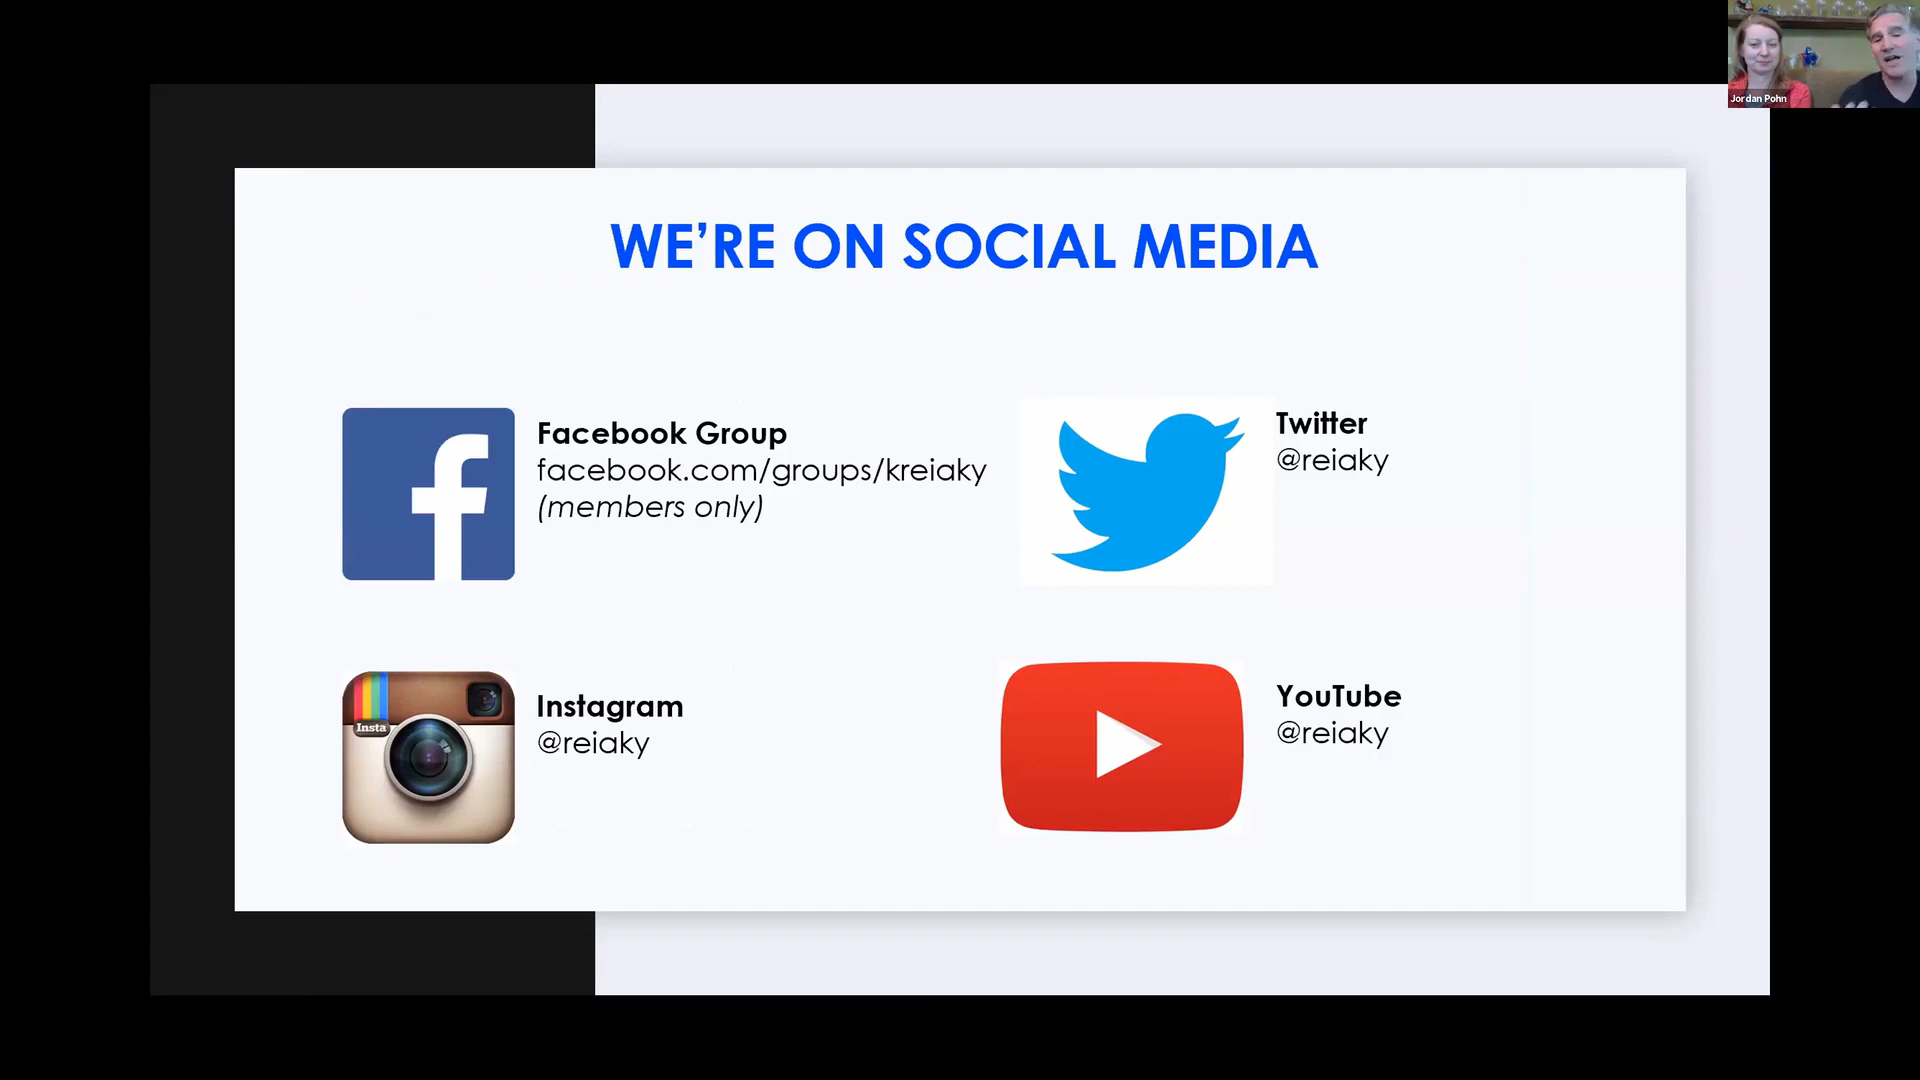 Jordan Pohn
WE’RE ON SOCIAL MEDIA
Facebook Group
facebook.com/groups/kreiaky
(members only)
Twitter
@reiaky
Insta
Instagram
@reiaky
YouTube
@reiaky